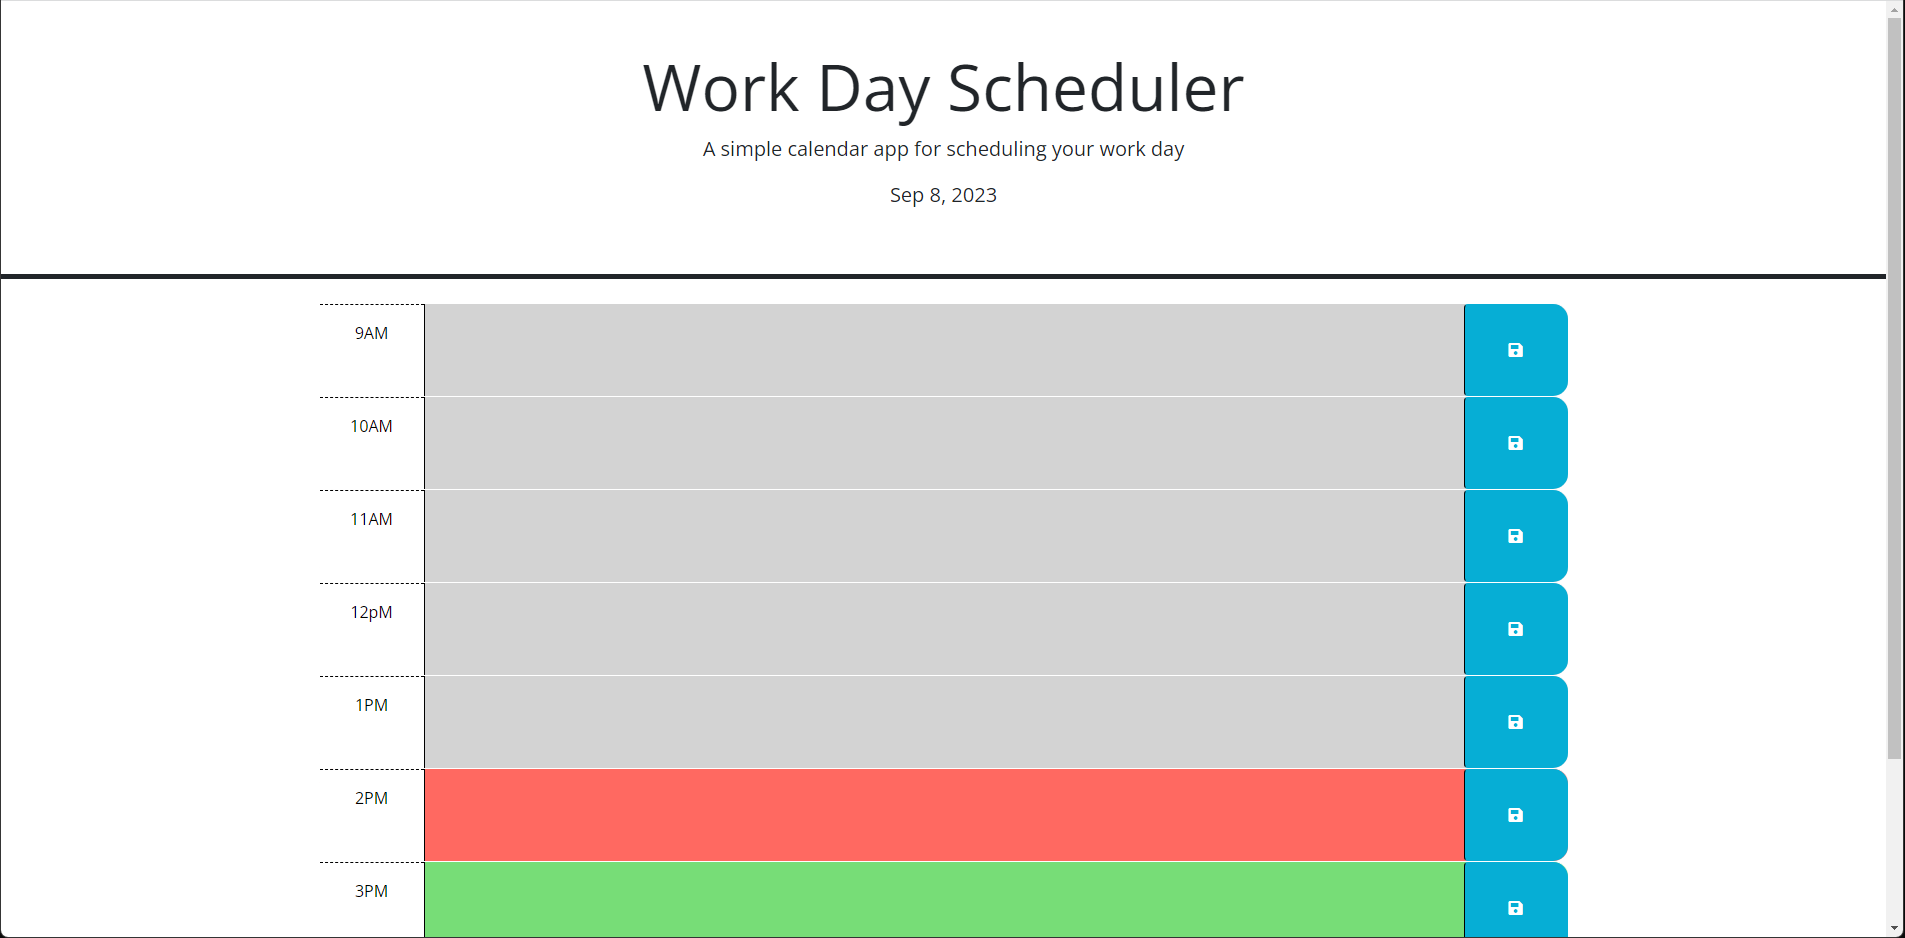 Work Day Scheduler
A simple calendar app for scheduling your work day
Sep 8, 2023
9AM
10AM
11AM
12pM
1PM
2PM
3PM